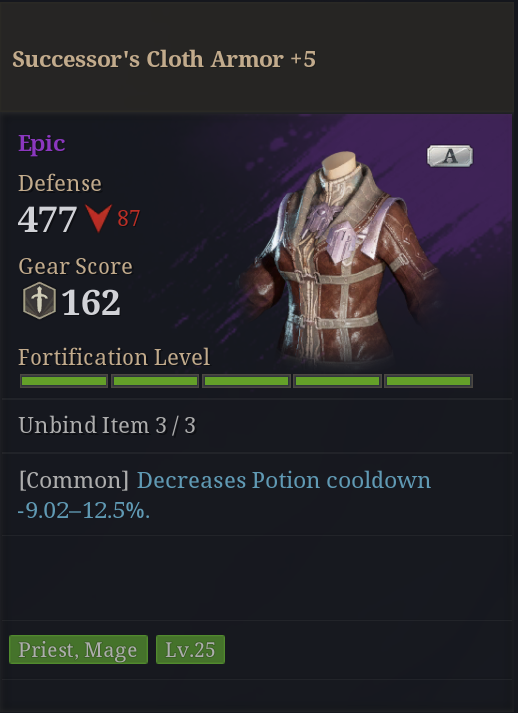 Successor's Cloth Armor +5
Epic
A
Defense
477 87
Gear Score
162
Fortification Level
Unbind Item 3 / 3
[Common] Decreases Potion cooldown
-9.02–12.5%.
Priest, Mage Lv.25